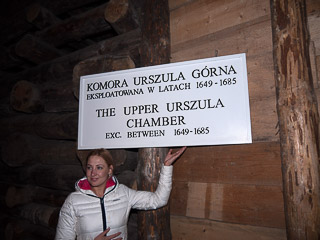 KOMORA URSZULA GÓRNA
EKSPLOATOWANA W LATACH 1649-1685
THE UPPER URSZULA
CHAMBER
EXC. BETWEEN 1649-1685